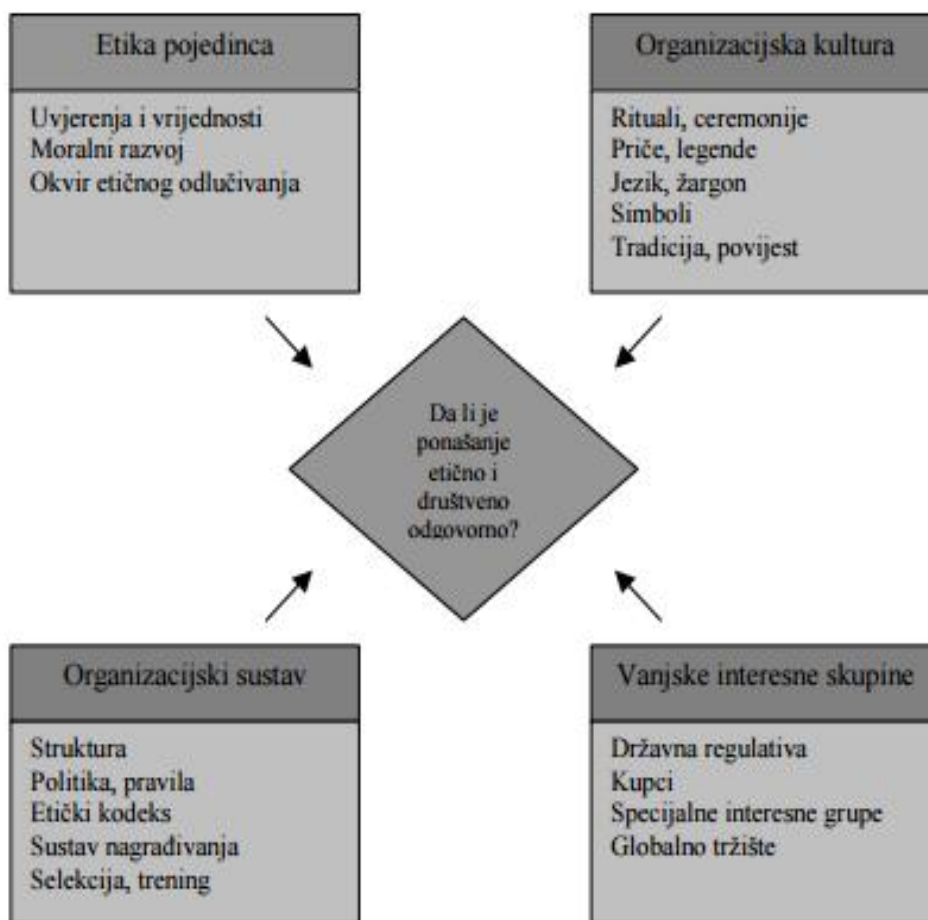 Etika pojedinca
Uvjerenja i vrijednosti
Moralni razvoj
Okvir etičnog odlučivanja
Organizacijska kultura
Rituali, ceremonije
Priče, legende
Jezik, žargon
Simboli
Tradicija, povijest
Da li je
ponašanje
etično i
društveno
odgovorno?
Organizacijski sustav
Struktura
Politika, pravila
Etički kodeks
Sustav nagrađivanja
Selekcija, trening
Vanjske interesne skupine
Državna regulativa
Kupci
Specijalne interesne grupe
Globalno tržište